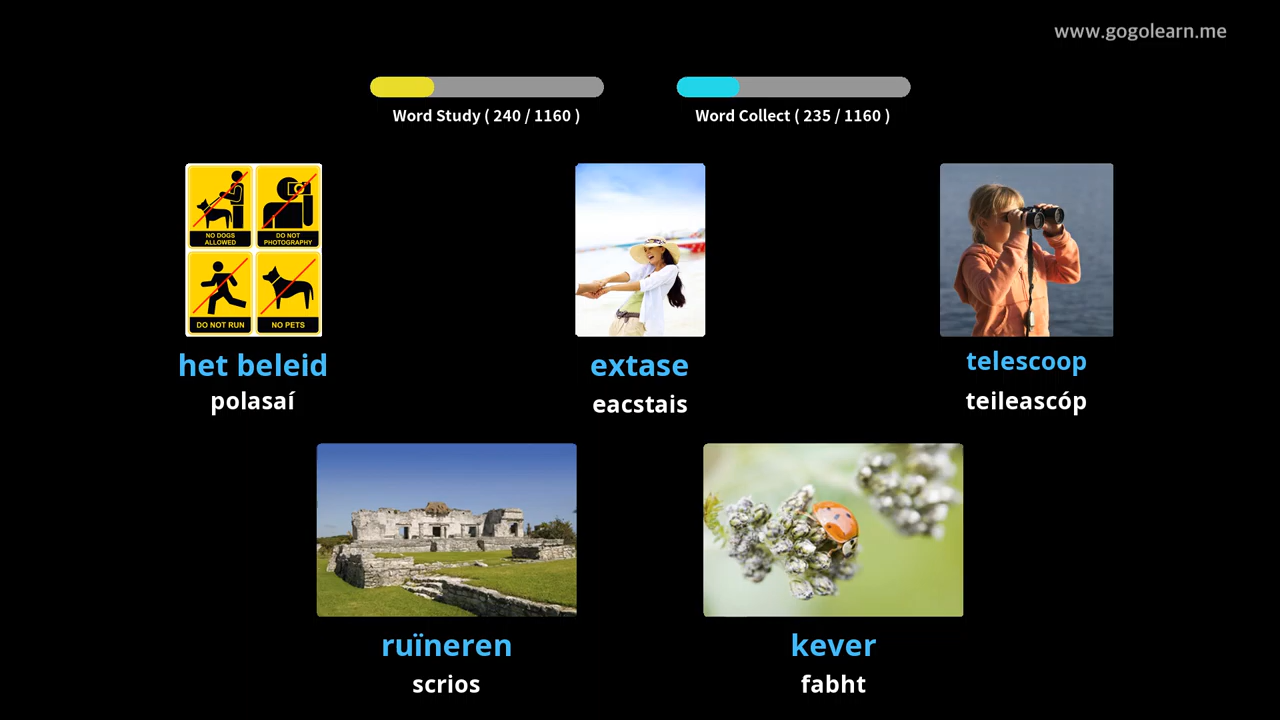 www.gogolearn.me
Word Study ( 240 / 1160 )
Word Collect ( 235 / 1160 )
NO DOGS
ALLOWED
DO NOT
PHOTOGRAPHY
DO NOT RUN
NO PETS
het beleid
polasaí
extase
eacstais
telescoop
teileascóp
ruïneren
scrios
kever
fabht